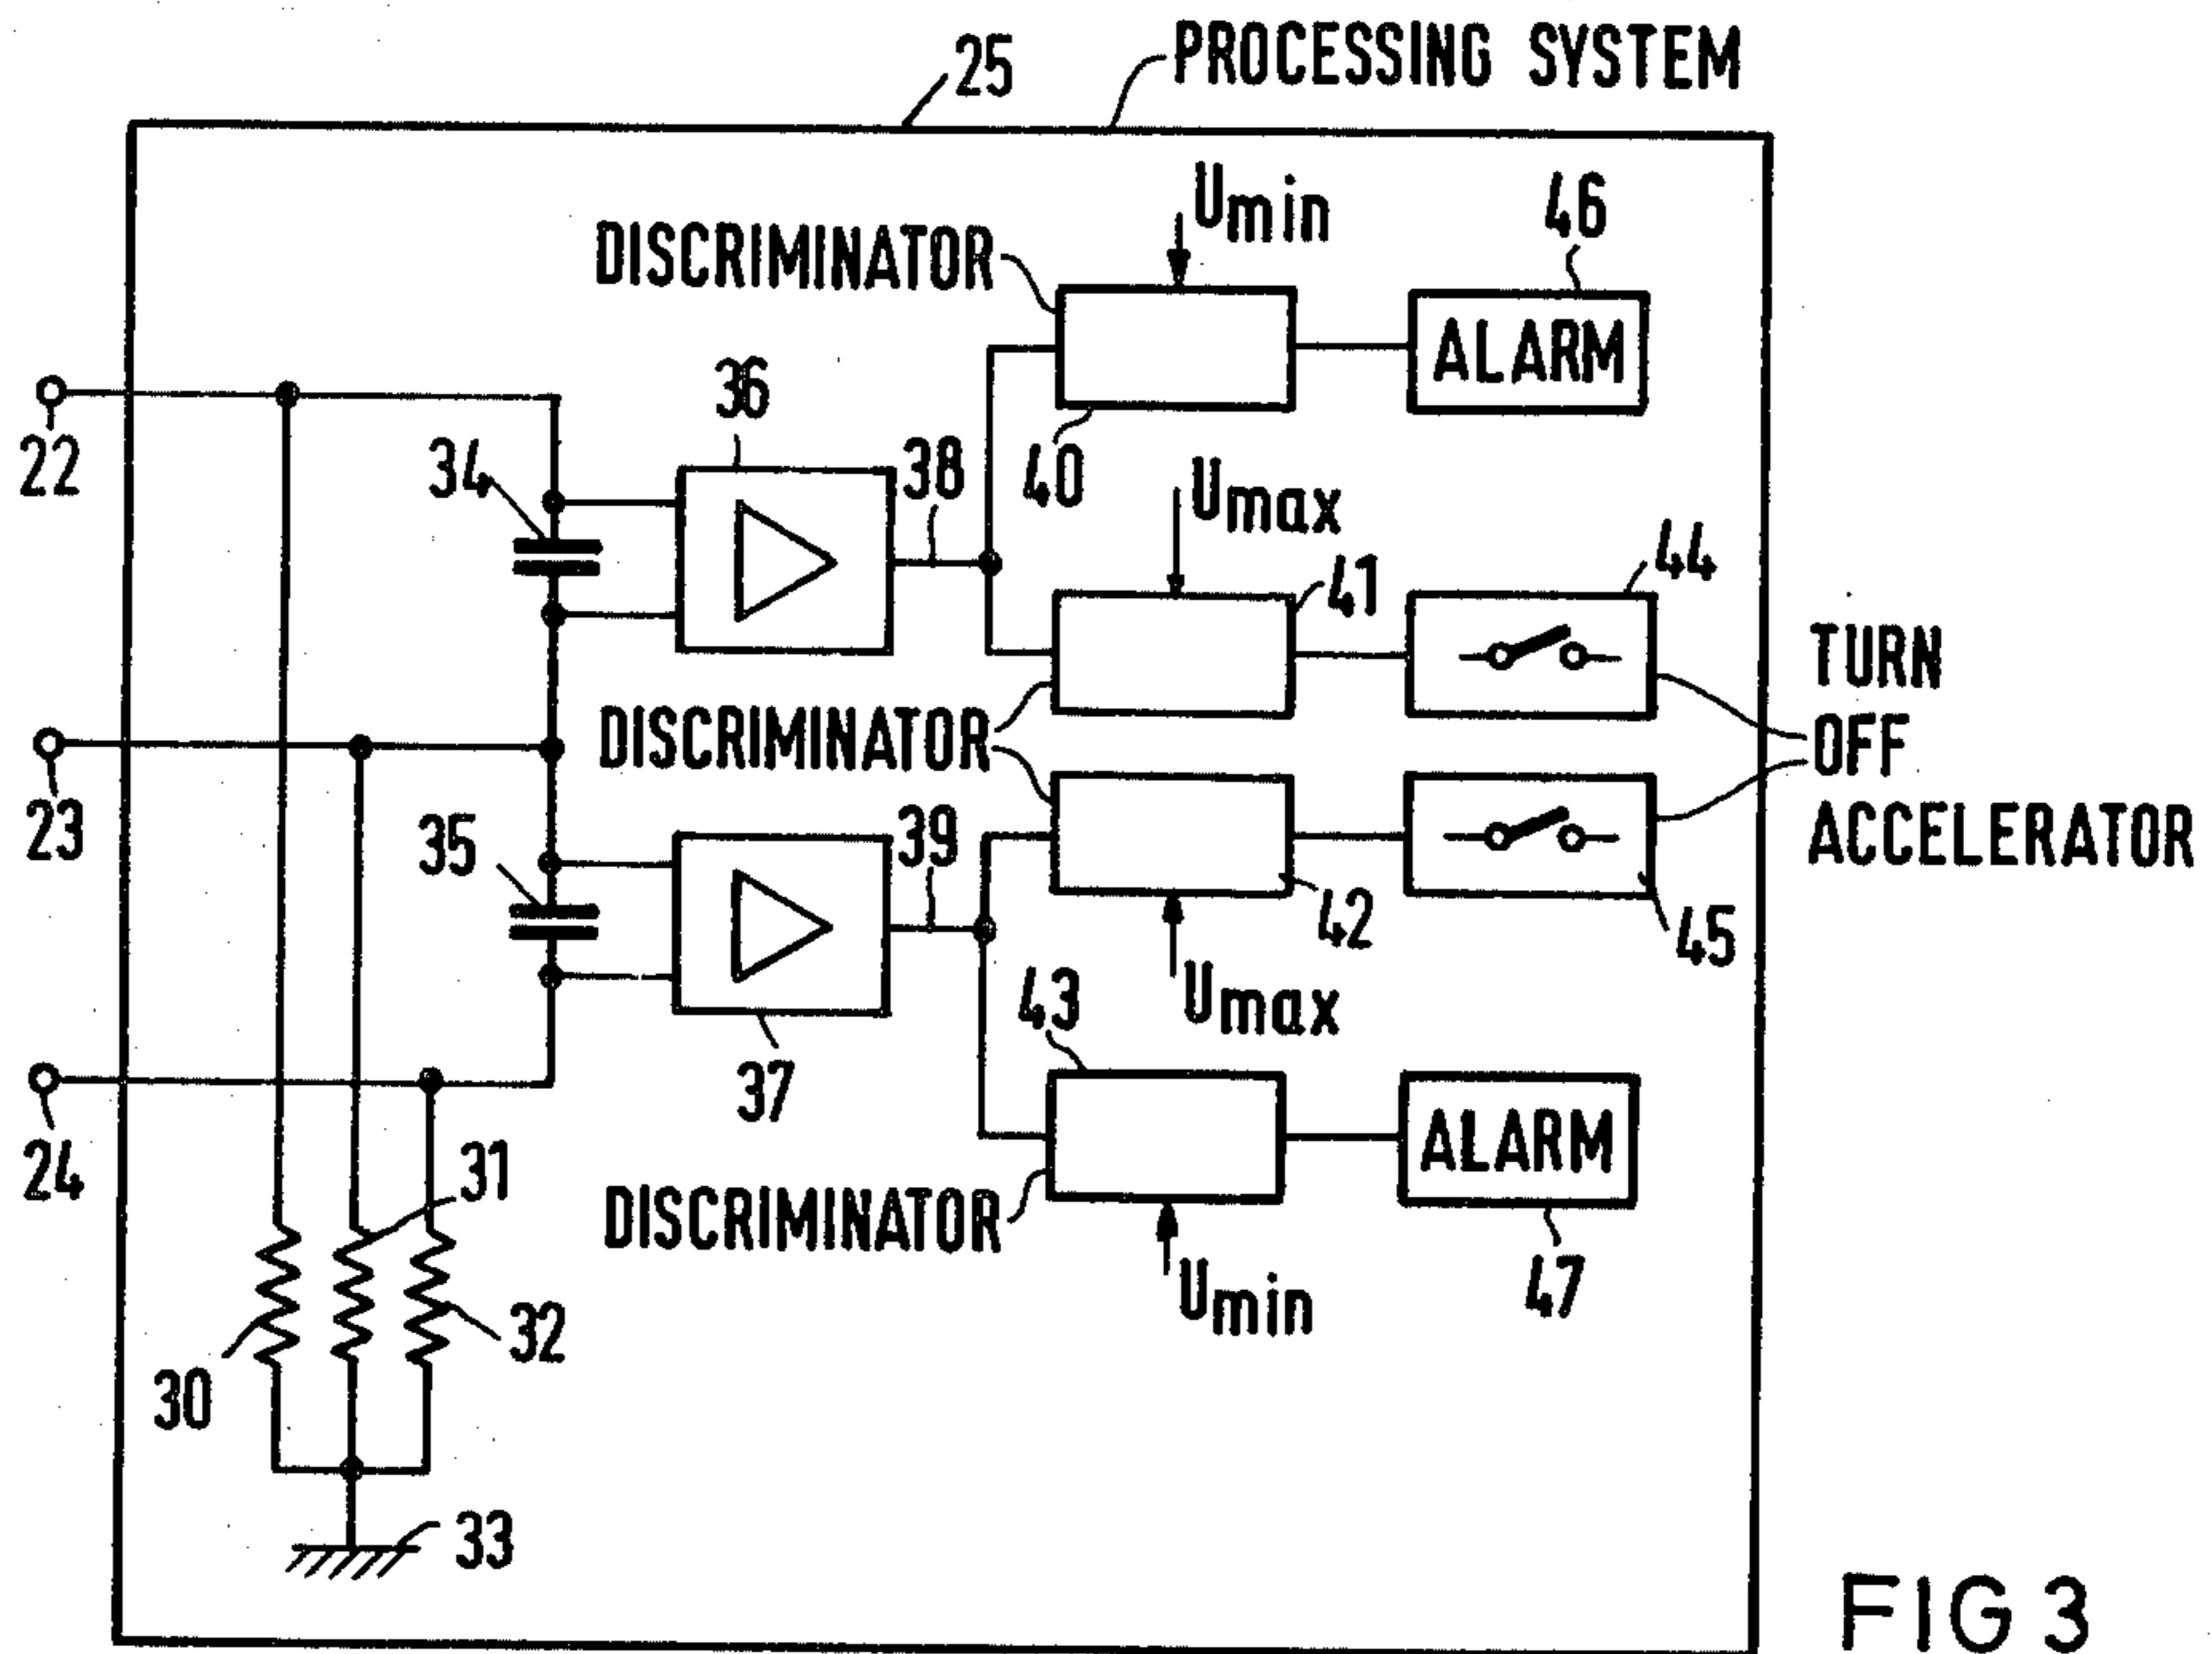 25
PROCESSING SYSTEM
Umin
46
DISCRIMINATOR
ALARM
36
22
34
38
40
Umax
44
41
TURN
OFF
ACCELERATOR
DISCRIMINATOR
23
35
39
42
45
43
Umax
37
24
31
ALARM
DISCRIMINATOR
Umin
47
32
30
33
FIG 3